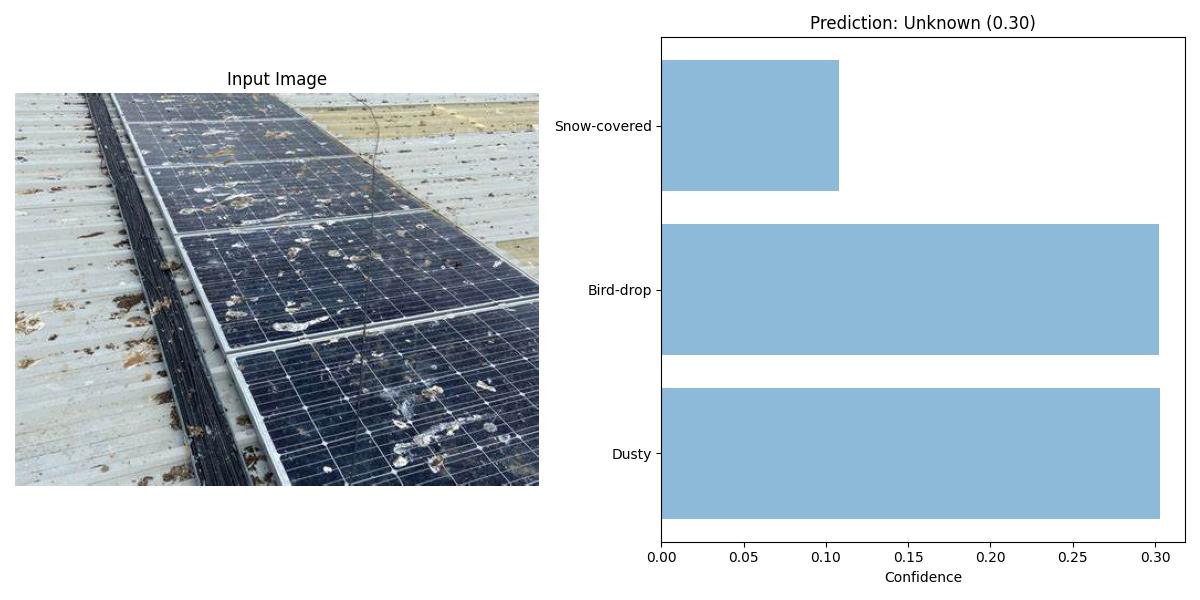 Input Image
Prediction: Unknown (0.30)
Snow-covered
Bird-drop
Dusty
0.00 0.05 0.10 0.15 0.20 0.25 0.30
Confidence